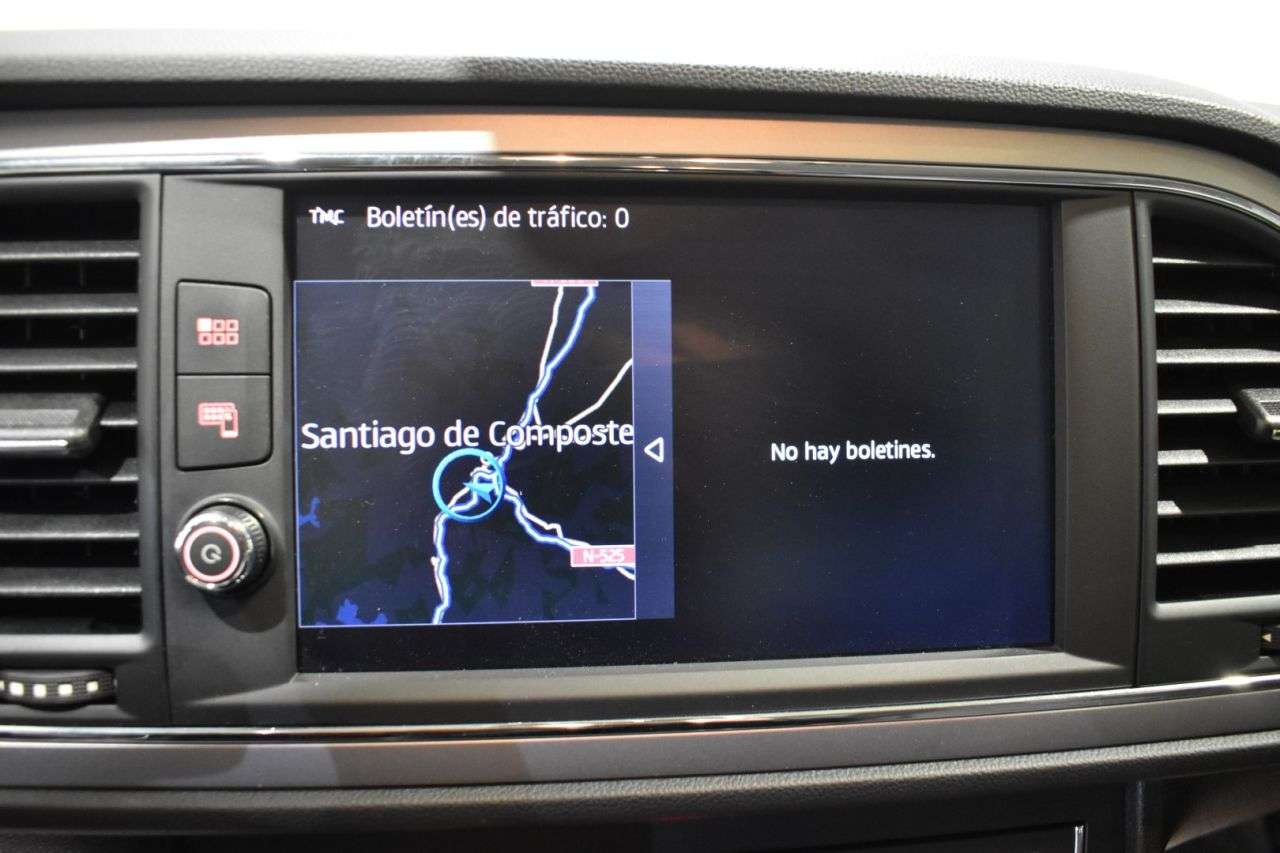 TMC Boletín(es) de tráfico: 0
Santiago de Composte
No hay boletines.
N-525